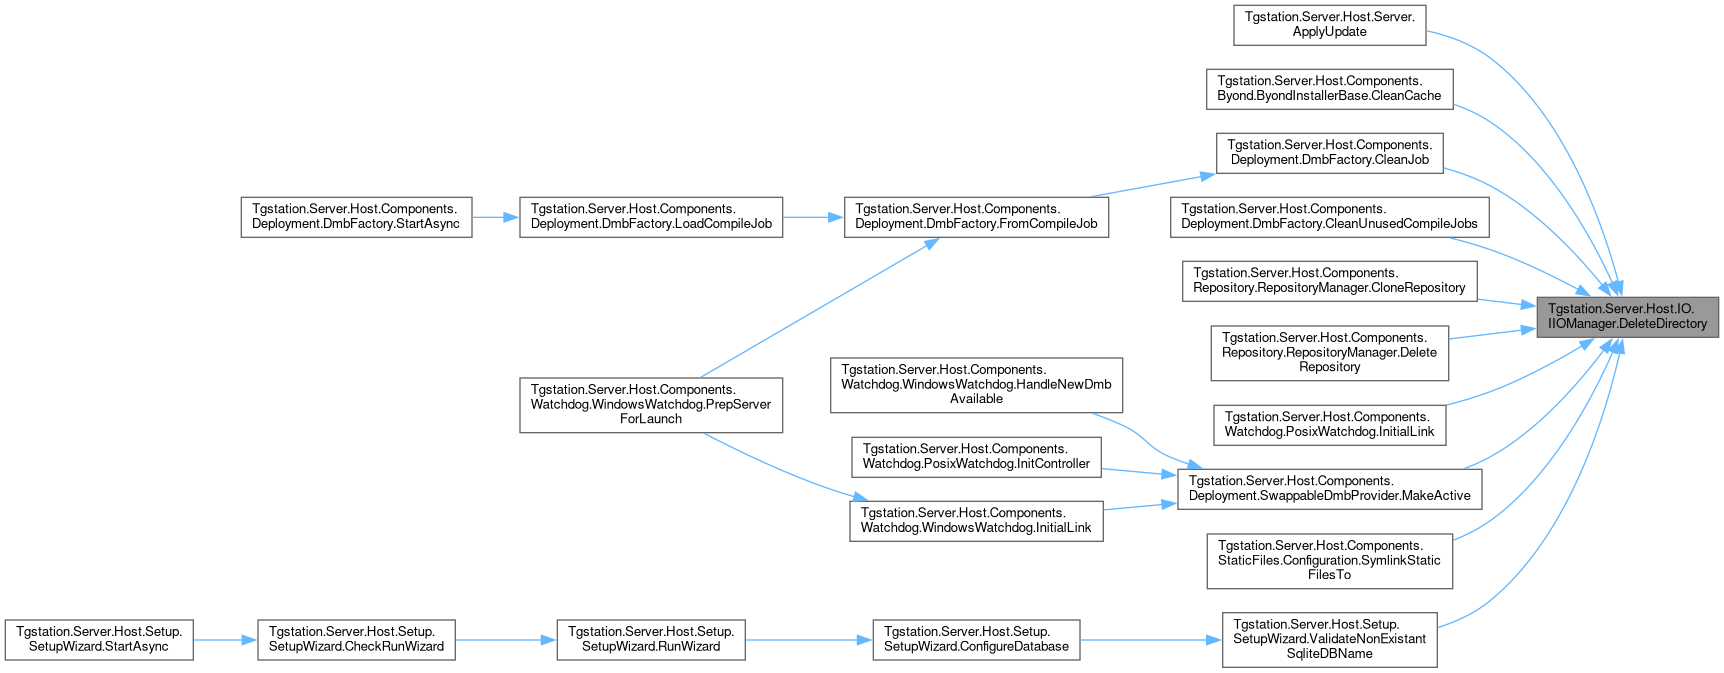 Tgstation.Server.Host.Server.
ApplyUpdate
Tgstation.Server.Host.Components.
Byond.ByondInstallerBase.CleanCache
Tgstation.Server.Host.Components.
Deployment.DmbFactory.CleanJob
Tgstation.Server.Host.Components.
Deployment.DmbFactory.StartAsync
Tgstation.Server.Host.Components.
Deployment.DmbFactory.LoadCompileJob
Tgstation.Server.Host.Components.
Deployment.DmbFactory.FromCompileJob
Tgstation.Server.Host.Components.
Deployment.DmbFactory.CleanUnusedCompileJobs
Tgstation.Server.Host.Components.
Repository.RepositoryManager.CloneRepository
Tgstation.Server.Host.IO.
IIOManager.DeleteDirectory
Tgstation.Server.Host.Components.
Repository.RepositoryManager.Delete
Repository
Tgstation.Server.Host.Components.
Watchdog.WindowsWatchdog.HandleNewDmb
Available
Tgstation.Server.Host.Components.
Watchdog.WindowsWatchdog.PrepServer
ForLaunch
Tgstation.Server.Host.Components.
Watchdog.PosixWatchdog.InitialLink
Tgstation.Server.Host.Components.
Watchdog.PosixWatchdog.InitController
Tgstation.Server.Host.Components.
Deployment.SwappableDmbProvider.MakeActive
Tgstation.Server.Host.Components.
Watchdog.WindowsWatchdog.InitialLink
Tgstation.Server.Host.Components.
StaticFiles.Configuration.SymlinkStatic
FilesTo
Tgstation.Server.Host.Setup.
SetupWizard.StartAsync
Tgstation.Server.Host.Setup.
SetupWizard.CheckRunWizard
Tgstation.Server.Host.Setup.
SetupWizard.RunWizard
Tgstation.Server.Host.Setup.
SetupWizard.ConfigureDatabase
Tgstation.Server.Host.Setup.
SetupWizard.ValidateNonExistant
SqliteDBName